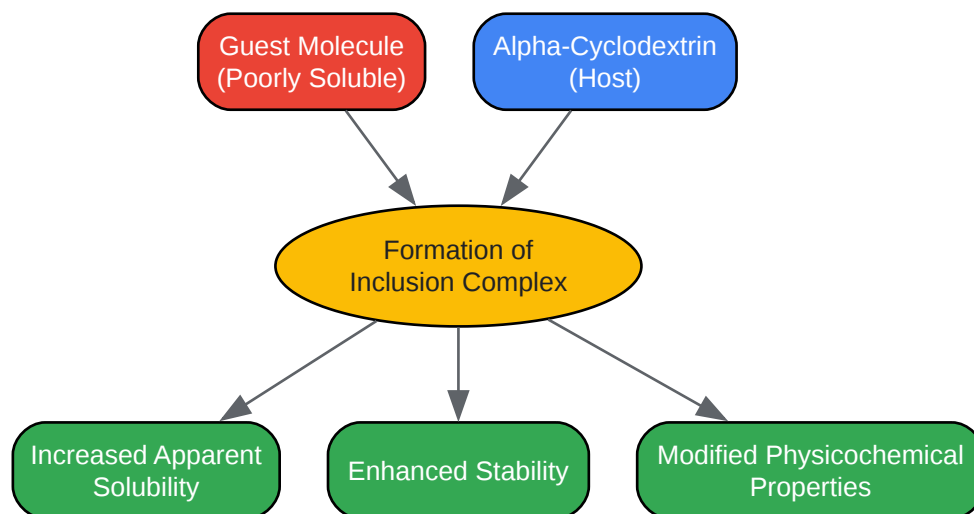 Guest Molecule
(Poorly Soluble)
Alpha-Cyclodextrin
(Host)
Formation of
Inclusion Complex
Increased Apparent
Solubility
Enhanced Stability
Modified Physicochemical
Properties